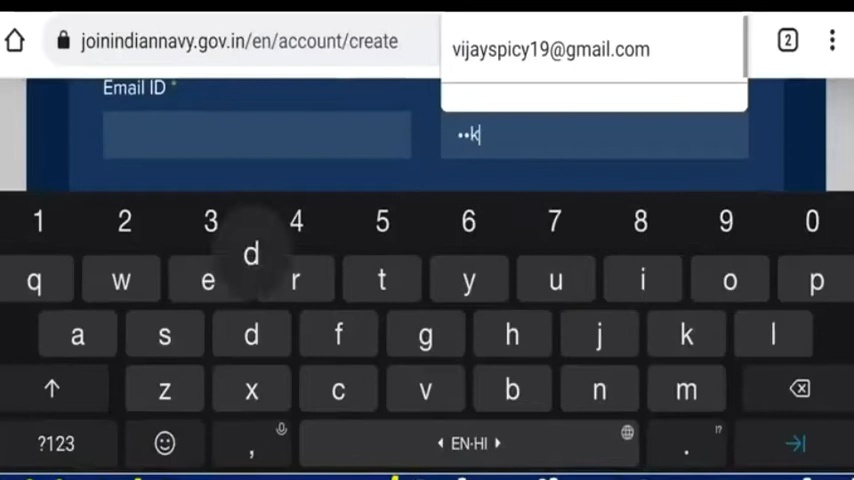 joinindiannavy.gov.in/en/account/create
2
vijayspicy19@gmail.com
Email ID *
••k
1 2 3 4 5 6 7 8 9 0
d
q w e r t y u i o p
a s d f g h j k l
z x c v b n m
?123 , EN·HI . !?